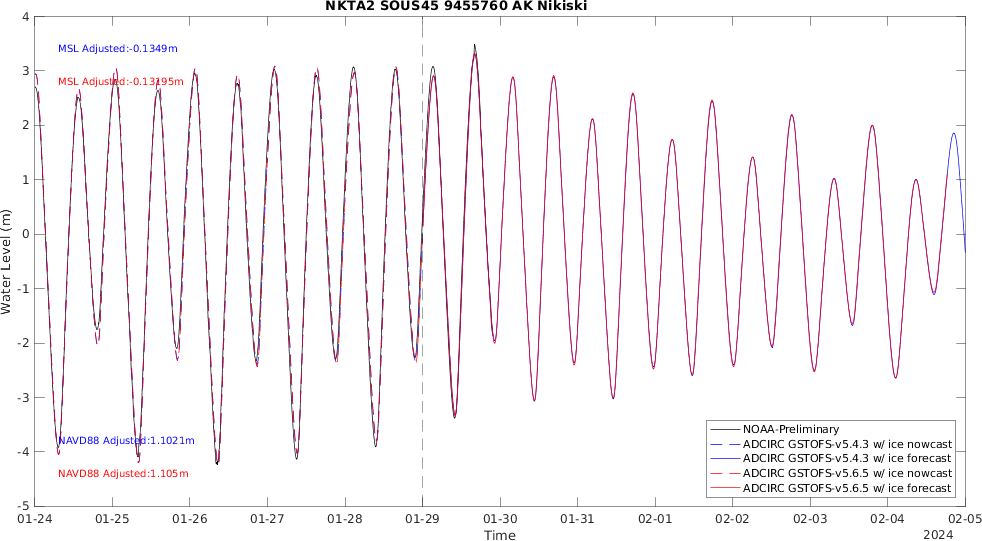 NKTA2 SOUS45 9455760 AK Nikiski
4
MSL Adjusted:-0.1349m
3
MSL Adjusted:-0.13195m
2
1
0
Water Level (m)
-1
-2
-3
NOAA-Preliminary
NAVD88 Adjusted:1.1021m
ADCIRC GSTOFS-v5.4.3 w/ ice nowcast
-4
ADCIRC GSTOFS-v5.4.3 w/ ice forecast
NAVD88 Adjusted:1.105m
ADCIRC GSTOFS-v5.6.5 w/ ice nowcast
ADCIRC GSTOFS-v5.6.5 w/ ice forecast
-5
01-24 01-25 01-26 01-27 01-28 01-29 01-30 01-31 02-01 02-02 02-03 02-04 02-05
Time
2024